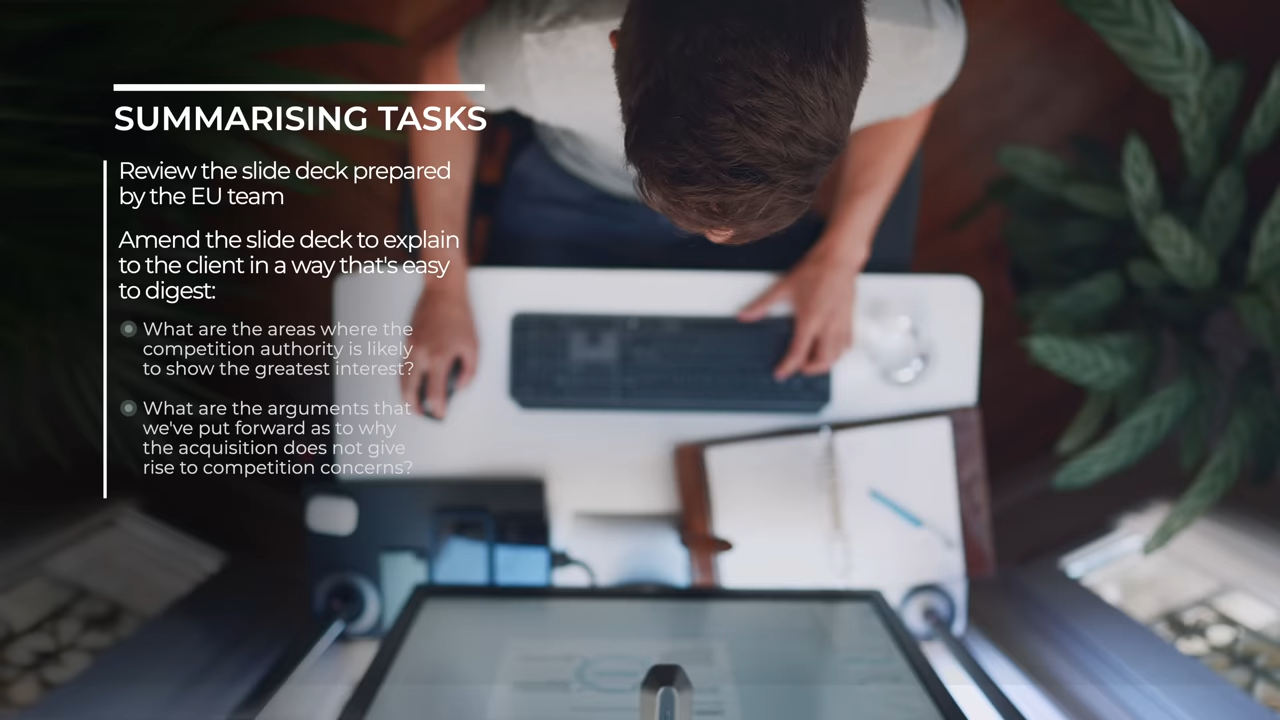 SUMMARISING TASKS
Review the slide deck prepared
by the EU team
Amend the slide deck to explain
to the client in a way that's easy
to digest:
What are the areas where the
competition authority is likely
to show the greatest interest?
What are the arguments that
we've put forward as to why
the acquisition does not give
rise to competition concerns?